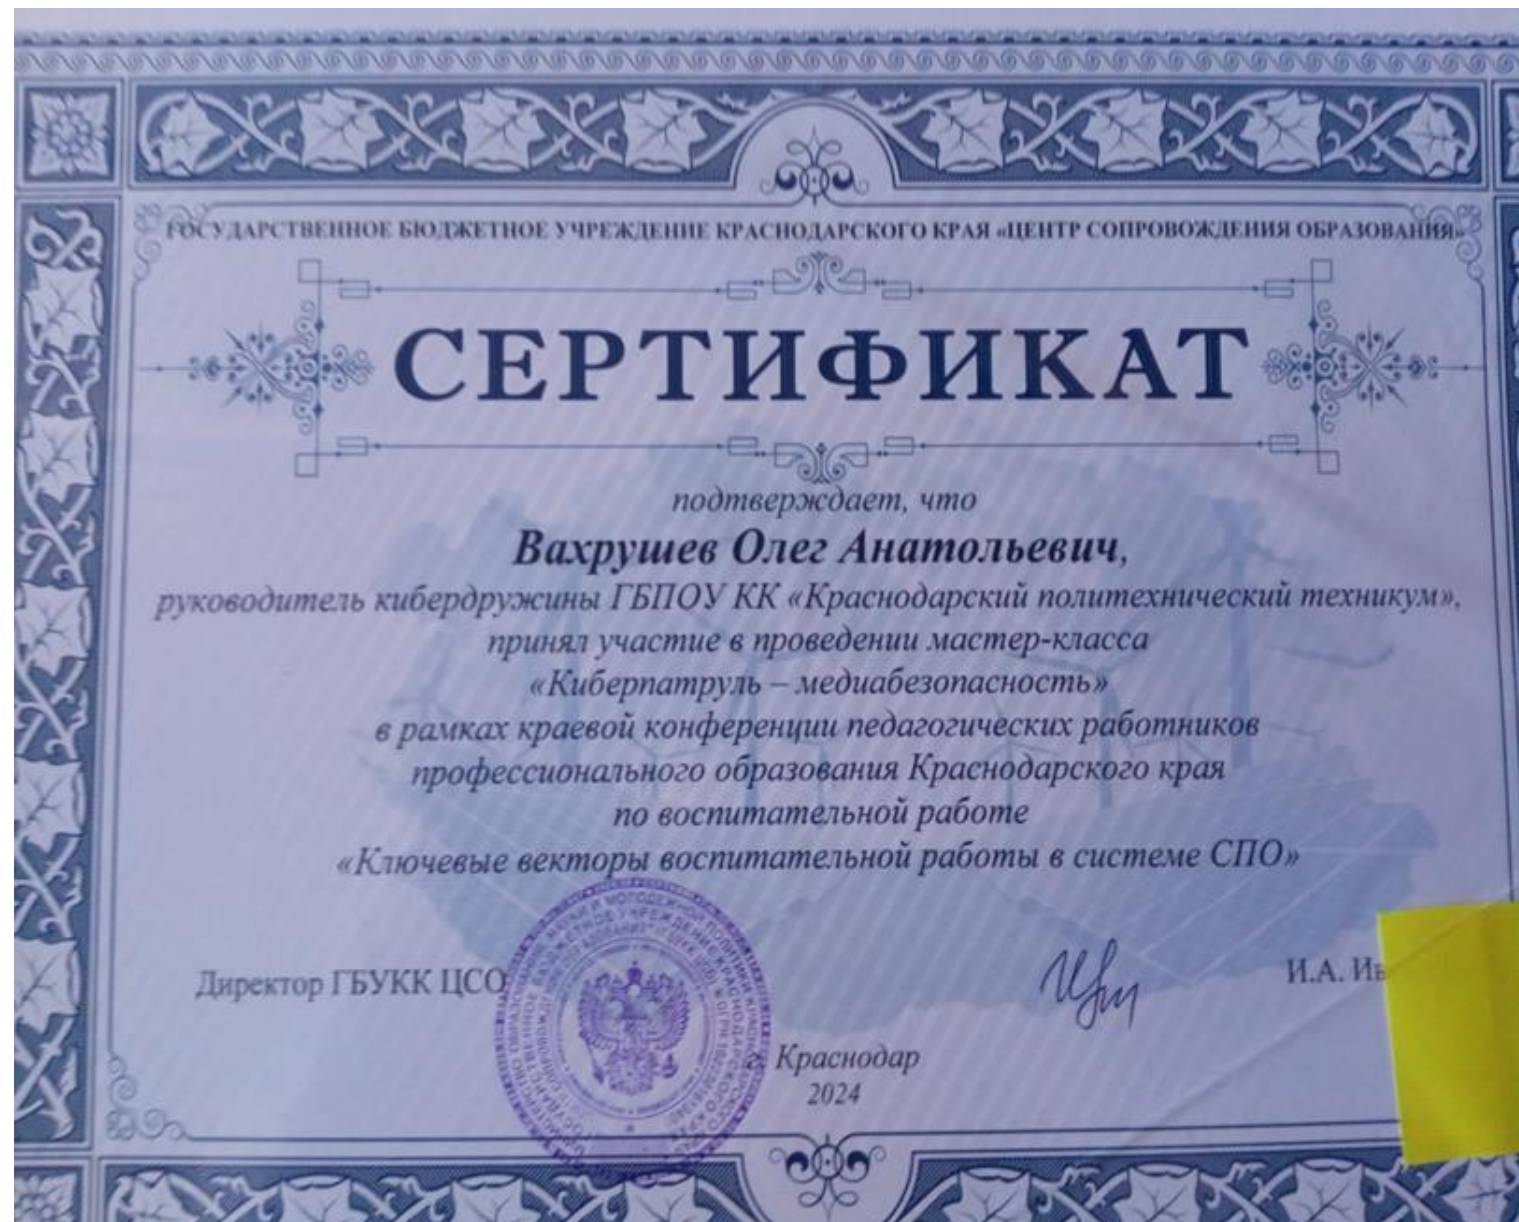 ГОСУДАРСТВЕННОЕ БЮДЖЕТНОЕ УЧРЕЖДЕНИЕ КРАСНОДАРСКОГО КРАЯ «ЦЕНТР СОПРОВОЖДЕНИЯ ОБРАЗОВАНИЯ»
СЕРТИФИКАТ
подтверждает, что
Вахрушев Олег Анатольевич,
руководитель кибердружины ГБПОУ КК «Краснодарский политехнический техникум»,
принял участие в проведении мастер-класса
«Киберпатруль – медиабезопасность»
в рамках краевой конференции педагогических работников
профессионального образования Краснодарского края
по воспитательной работе
«Ключевые векторы воспитательной работы в системе СПО»
Директор ГБУКК ЦСО И.А.
г. Краснодар
2024